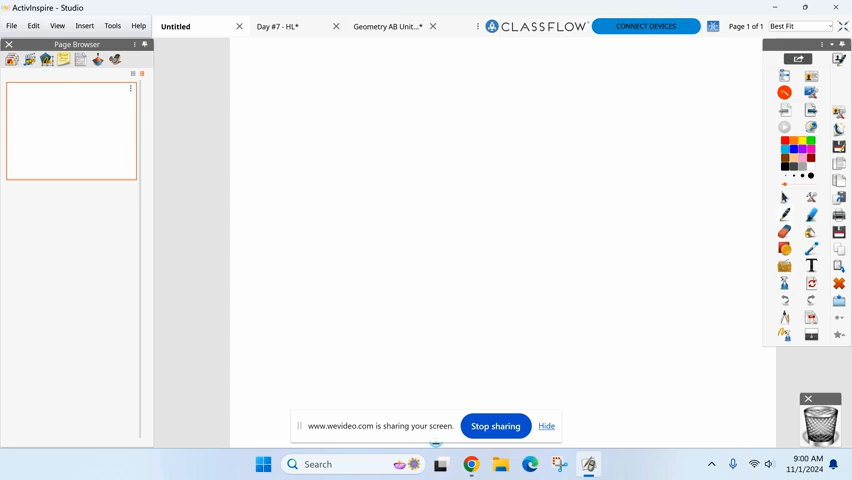 ActivInspire - Studio
File Edit View Insert Tools Help
Untitled
Day #7 - HL*
Geometry AB Unit...*
CLASSFLOW
CONNECT DEVICES
Page 1 of 1
Best Fit
Page Browser
T
www.wevideo.com is sharing your screen.
Stop sharing
Hide
Search
9:00 AM
11/1/2024